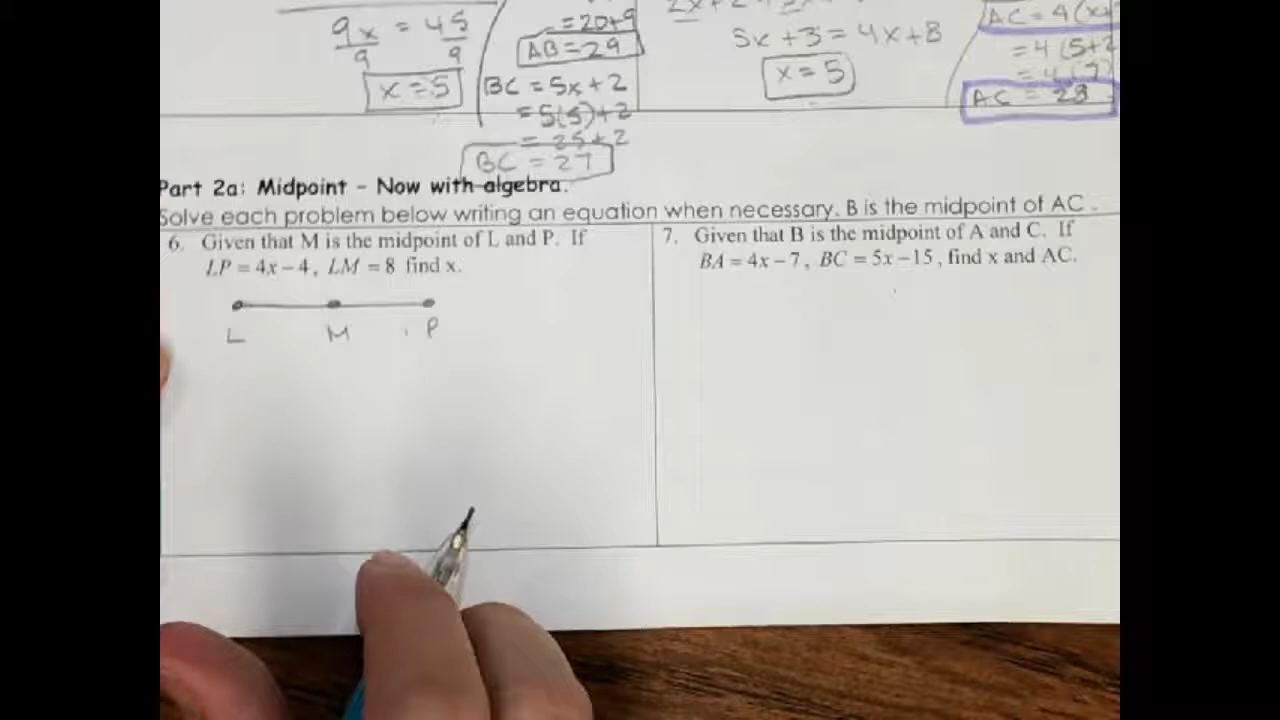 9x = 45
9 9
x = 5
= 20+9
AB = 29
BC = 5x + 2
= 5(5)+2
= 25+2
BC = 27
5x + 3 = 4x + 8
x = 5
AC = 4(x+
= 4(5+2
= 4(7)
AC = 28
Part 2a: Midpoint – Now with algebra.
Solve each problem below writing an equation when necessary. B is the midpoint of AC .
6. Given that M is the midpoint of L and P. If
LP = 4x – 4, LM = 8 find x.
L M P
7. Given that B is the midpoint of A and C. If
BA = 4x – 7, BC = 5x – 15, find x and AC.